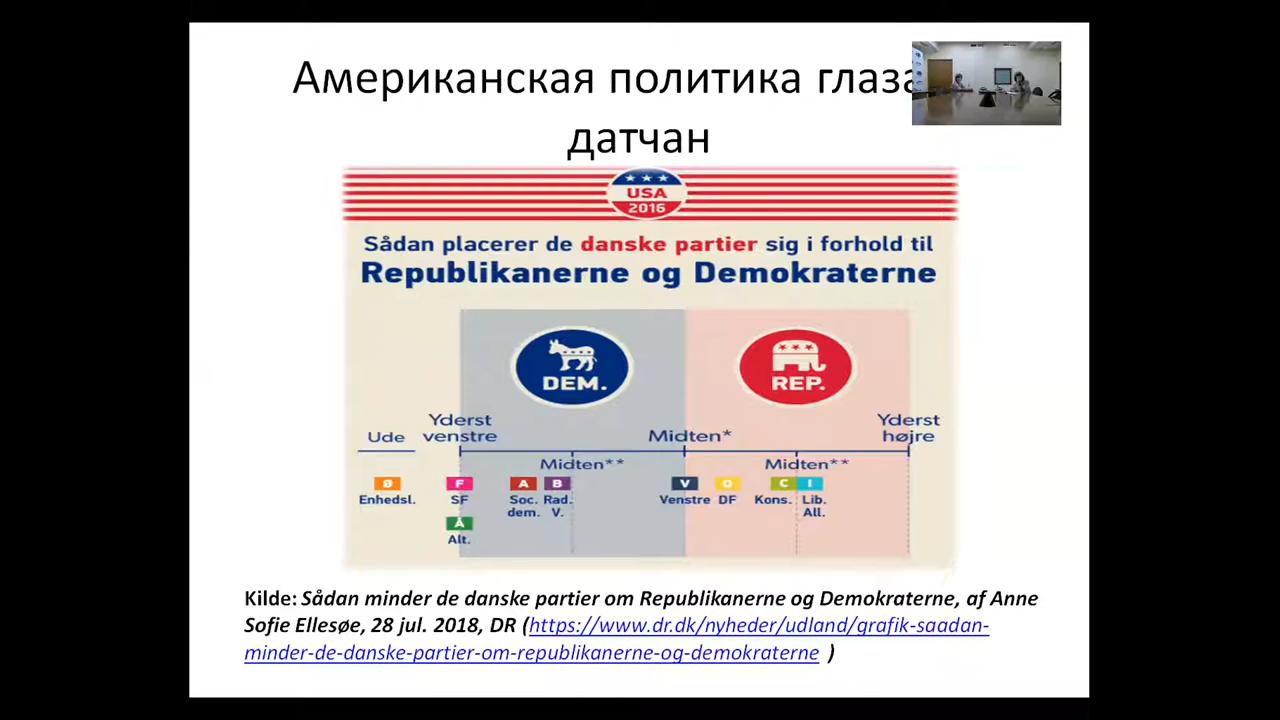 Американская политика глаза
датчан
USA
2016
Sådan placerer de danske partier sig i forhold til
Republikanerne og Demokraterne
DEM.
REP.
Ude
Yderst venstre
Midten*
Yderst højre
Midten**
Midten**
Ø
F
A
B
V
O
C
I
Enhedsl.
SF
Soc. dem.
Rad. V.
Venstre
DF
Kons.
Lib. All.
Å
Alt.
Kilde: Sådan minder de danske partier om Republikanerne og Demokraterne, af Anne
Sofie Ellesøe, 28 jul. 2018, DR (https://www.dr.dk/nyheder/udland/grafik-saadan-
minder-de-danske-partier-om-republikanerne-og-demokraterne )